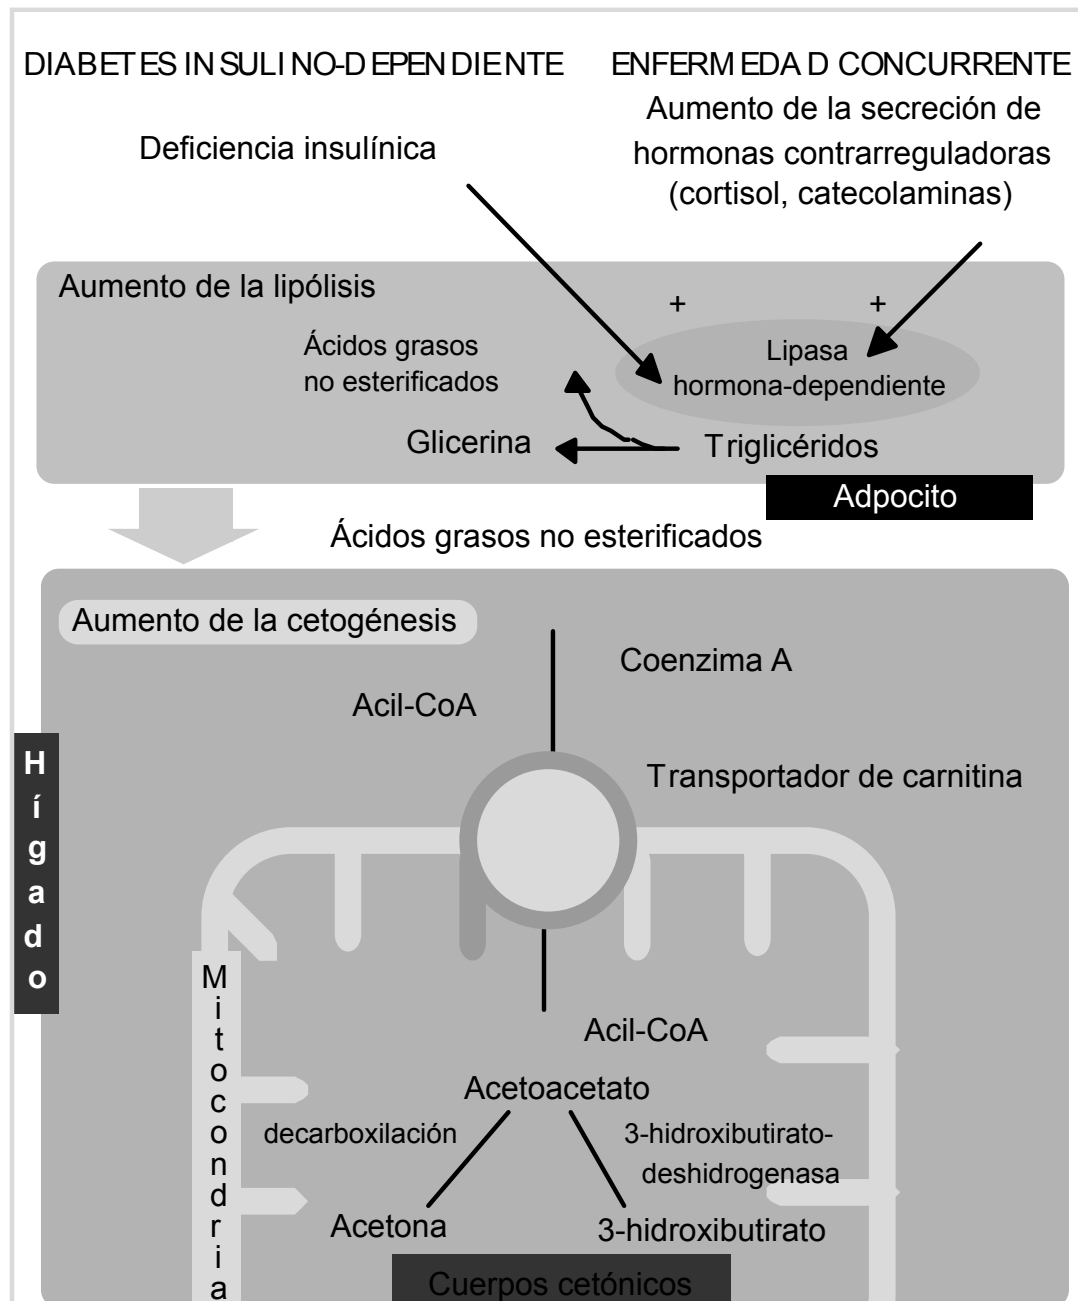 DIABETES INSULINO-DEPENDIENTE
ENFERMEDAD CONCURRENTE
Deficiencia insulínica
Aumento de la secreción de
hormonas contrarreguladoras
(cortisol, catecolaminas)
Aumento de la lipólisis
+ +
Ácidos grasos
no esterificados
Lipasa
hormona-dependiente
Glicerina
Triglicéridos
Adpocito
Ácidos grasos no esterificados
Aumento de la cetogénesis
Coenzima A
Acil-CoA
Transportador de carnitina
Hígado
Mitocondria
Acil-CoA
Acetoacetato
decarboxilación
3-hidroxibutirato-
deshidrogenasa
Acetona
3-hidroxibutirato
Cuerpos cetónicos